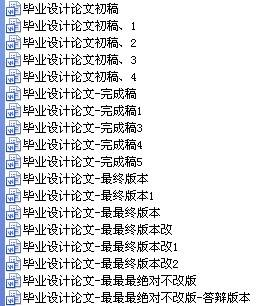 毕业设计论文初稿
毕业设计论文初稿、1
毕业设计论文初稿、2
毕业设计论文初稿、3
毕业设计论文初稿、4
毕业设计论文-完成稿
毕业设计论文-完成稿1
毕业设计论文-完成稿3
毕业设计论文-完成稿4
毕业设计论文-完成稿5
毕业设计论文-最终版本
毕业设计论文-最终版本1
毕业设计论文-最最终版本
毕业设计论文-最最终版本改
毕业设计论文-最最终版本改1
毕业设计论文-最最终版本改2
毕业设计论文-最最最绝对不改版
毕业设计论文-最最最绝对不改版-答辩版本